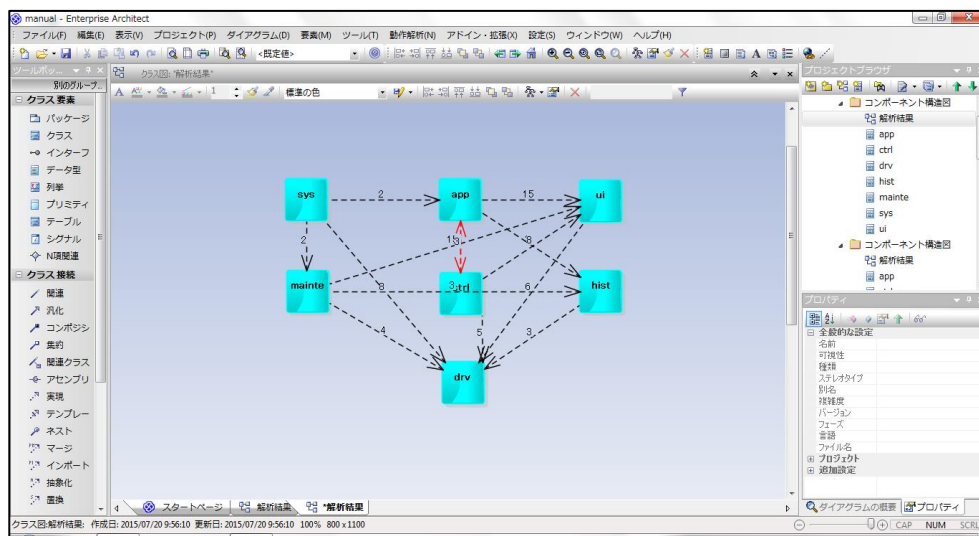 manual - Enterprise Architect
ファイル(F) 編集(E) 表示(V) プロジェクト(P) ダイアグラム(D) 要素(M) ツール(T) 動作解析(N) アドイン・拡張(X) 設定(S) ウィンドウ(W) ヘルプ(H)
<既定値>
ツールボッ...
別のグループ...
クラス要素
パッケージ
クラス
インターフ
データ型
列挙
プリミティ
テーブル
シグナル
N項関連
クラス接続
関連
汎化
コンポジシ
集約
関連クラス
アセンブリ
実現
テンプレー
ネスト
マージ
インポート
抽象化
置換
クラス図: "解析結果"
1
標準の色
sys
2
app
15
ui
2
8
mainte
3
6
hist
4
5
3
drv
スタートページ
解析結果
*解析結果
プロジェクトブラウザ
コンポーネント構造図
解析結果
app
ctrl
drv
hist
mainte
sys
ui
コンポーネント構造図
解析結果
app
プロパティ
全般的な設定
名前
可視性
種類
ステレオタイプ
別名
複雑度
バージョン
フェーズ
言語
ファイル名
プロジェクト
追加設定
ダイアグラムの概要
プロパティ
クラス図:解析結果: 作成日: 2015/07/20 9:56:10 更新日: 2015/07/20 9:56:10 100% 800 x 1100
CAP NUM SCRL